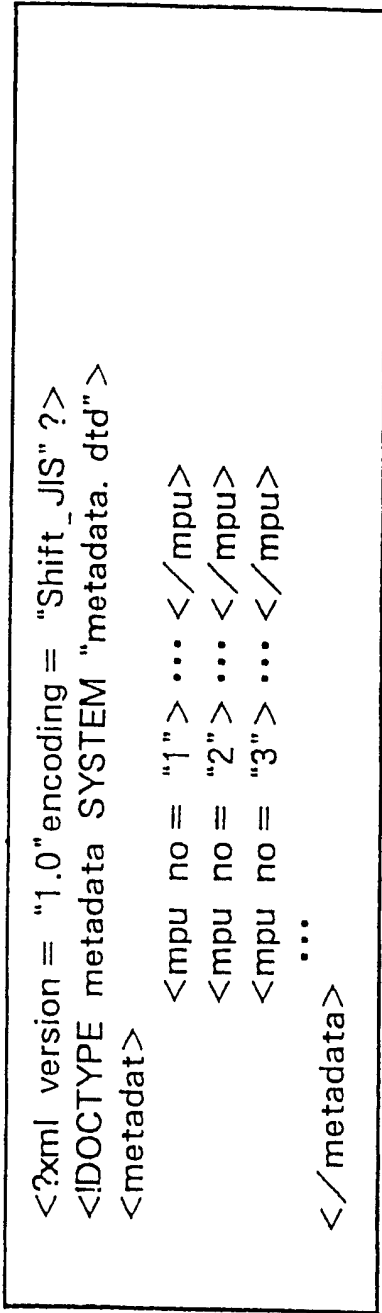 <?xml version = "1.0"encoding = "Shift_JIS" ?>
<!DOCTYPE metadata SYSTEM "metadata. dtd">
<metadat>
<mpu no = "1"> ••• </mpu>
<mpu no = "2"> ••• </mpu>
<mpu no = "3"> ••• </mpu>
•••
</metadata>